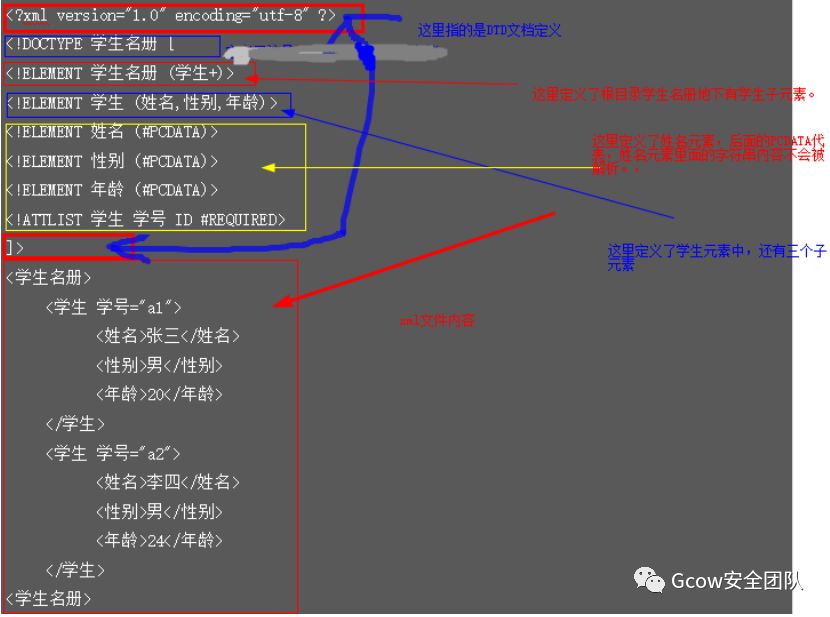 <?xml version="1.0" encoding="utf-8" ?>
这里指的是DTD文档定义
<!DOCTYPE 学生名册 [
<!ELEMENT 学生名册 (学生+)>
这里定义了根目录学生名册地下有学生子元素。
<!ELEMENT 学生 (姓名,性别,年龄)>
<!ELEMENT 姓名 (#PCDATA)>
<!ELEMENT 性别 (#PCDATA)>
<!ELEMENT 年龄 (#PCDATA)>
<!ATTLIST 学生 学号 ID #REQUIRED>
这里定义了姓名元素，后面的PCDATA代
表，姓名元素里面的字符串内容不会被
解析。.
这里定义了学生元素中，还有三个子
元素
]>
<学生名册>
<学生 学号="a1">
<姓名>张三</姓名>
<性别>男</性别>
<年龄>20</年龄>
</学生>
<学生 学号="a2">
<姓名>李四</姓名>
<性别>男</性别>
<年龄>24</年龄>
</学生>
<学生名册>
xml文件内容
Gcow安全团队